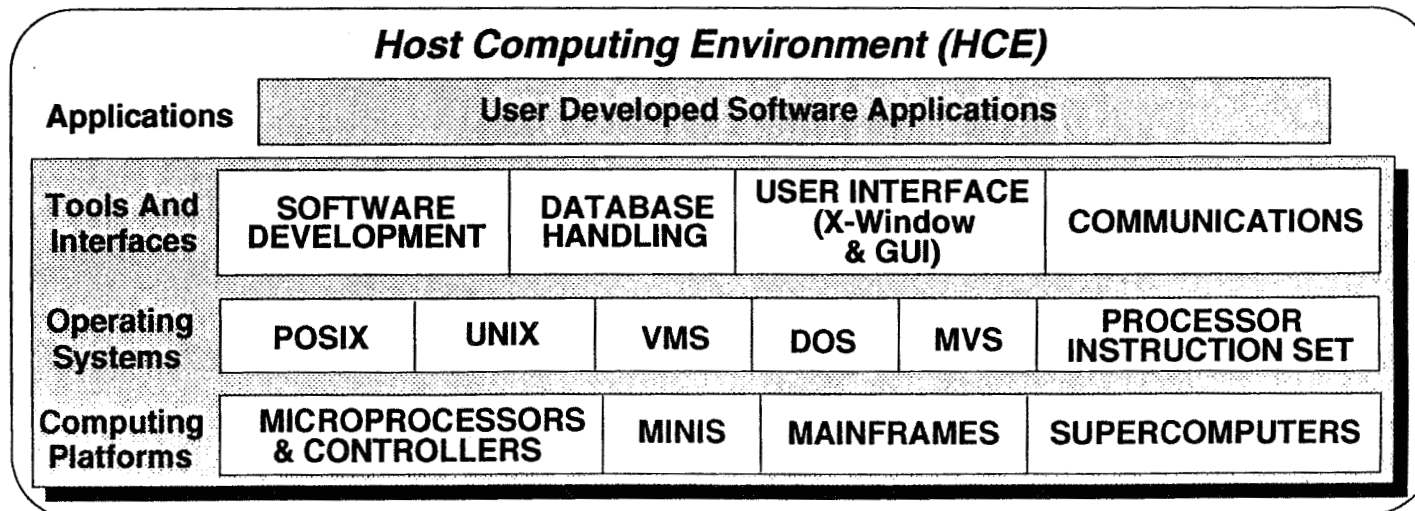 Host Computing Environment (HCE)
Applications
User Developed Software Applications
Tools And
Interfaces
SOFTWARE
DEVELOPMENT
DATABASE
HANDLING
USER INTERFACE
(X-Window
& GUI)
COMMUNICATIONS
Operating
Systems
POSIX
UNIX
VMS
DOS
MVS
PROCESSOR
INSTRUCTION SET
Computing
Platforms
MICROPROCESSORS
& CONTROLLERS
MINIS
MAINFRAMES
SUPERCOMPUTERS